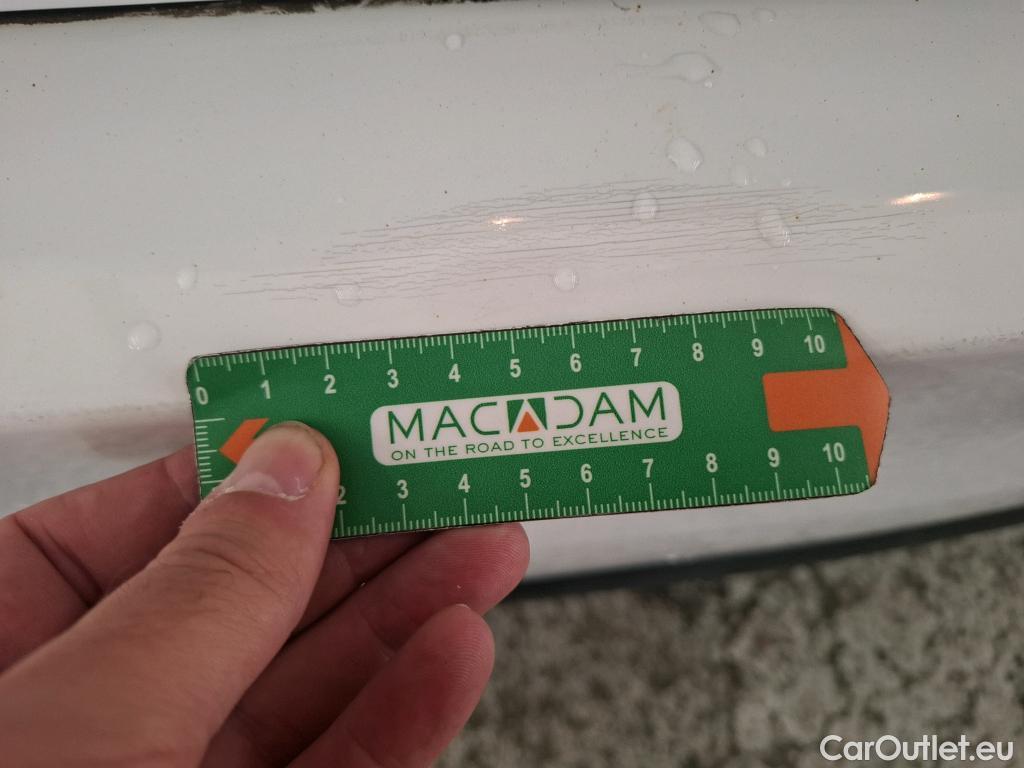 0 1 2 3 4 5 6 7 8 9 10
MACADAM
ON THE ROAD TO EXCELLENCE
2 3 4 5 6 7 8 9 10
CarOutlet.eu